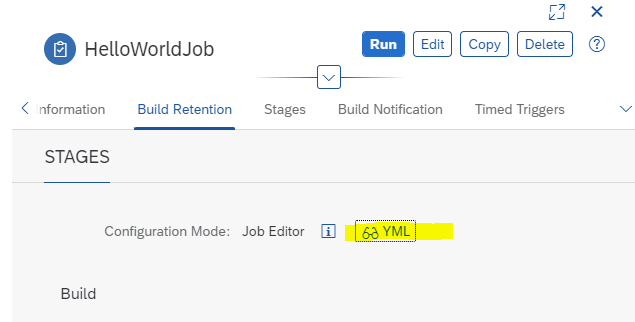 HelloWorldJob Run Edit Copy Delete ?
nformation Build Retention Stages Build Notification Timed Triggers
STAGES
Configuration Mode: Job Editor i YML
Build